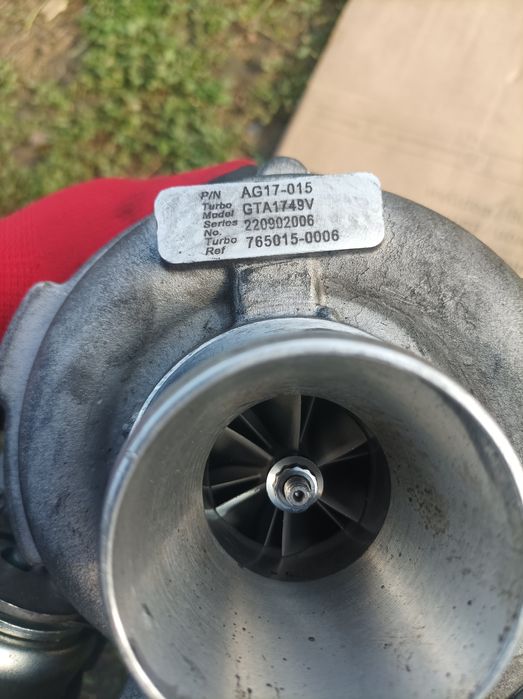 P/N AG17-015
Turbo Model GTA1749V
Series No. 220902006
Turbo Ref 765015-0006